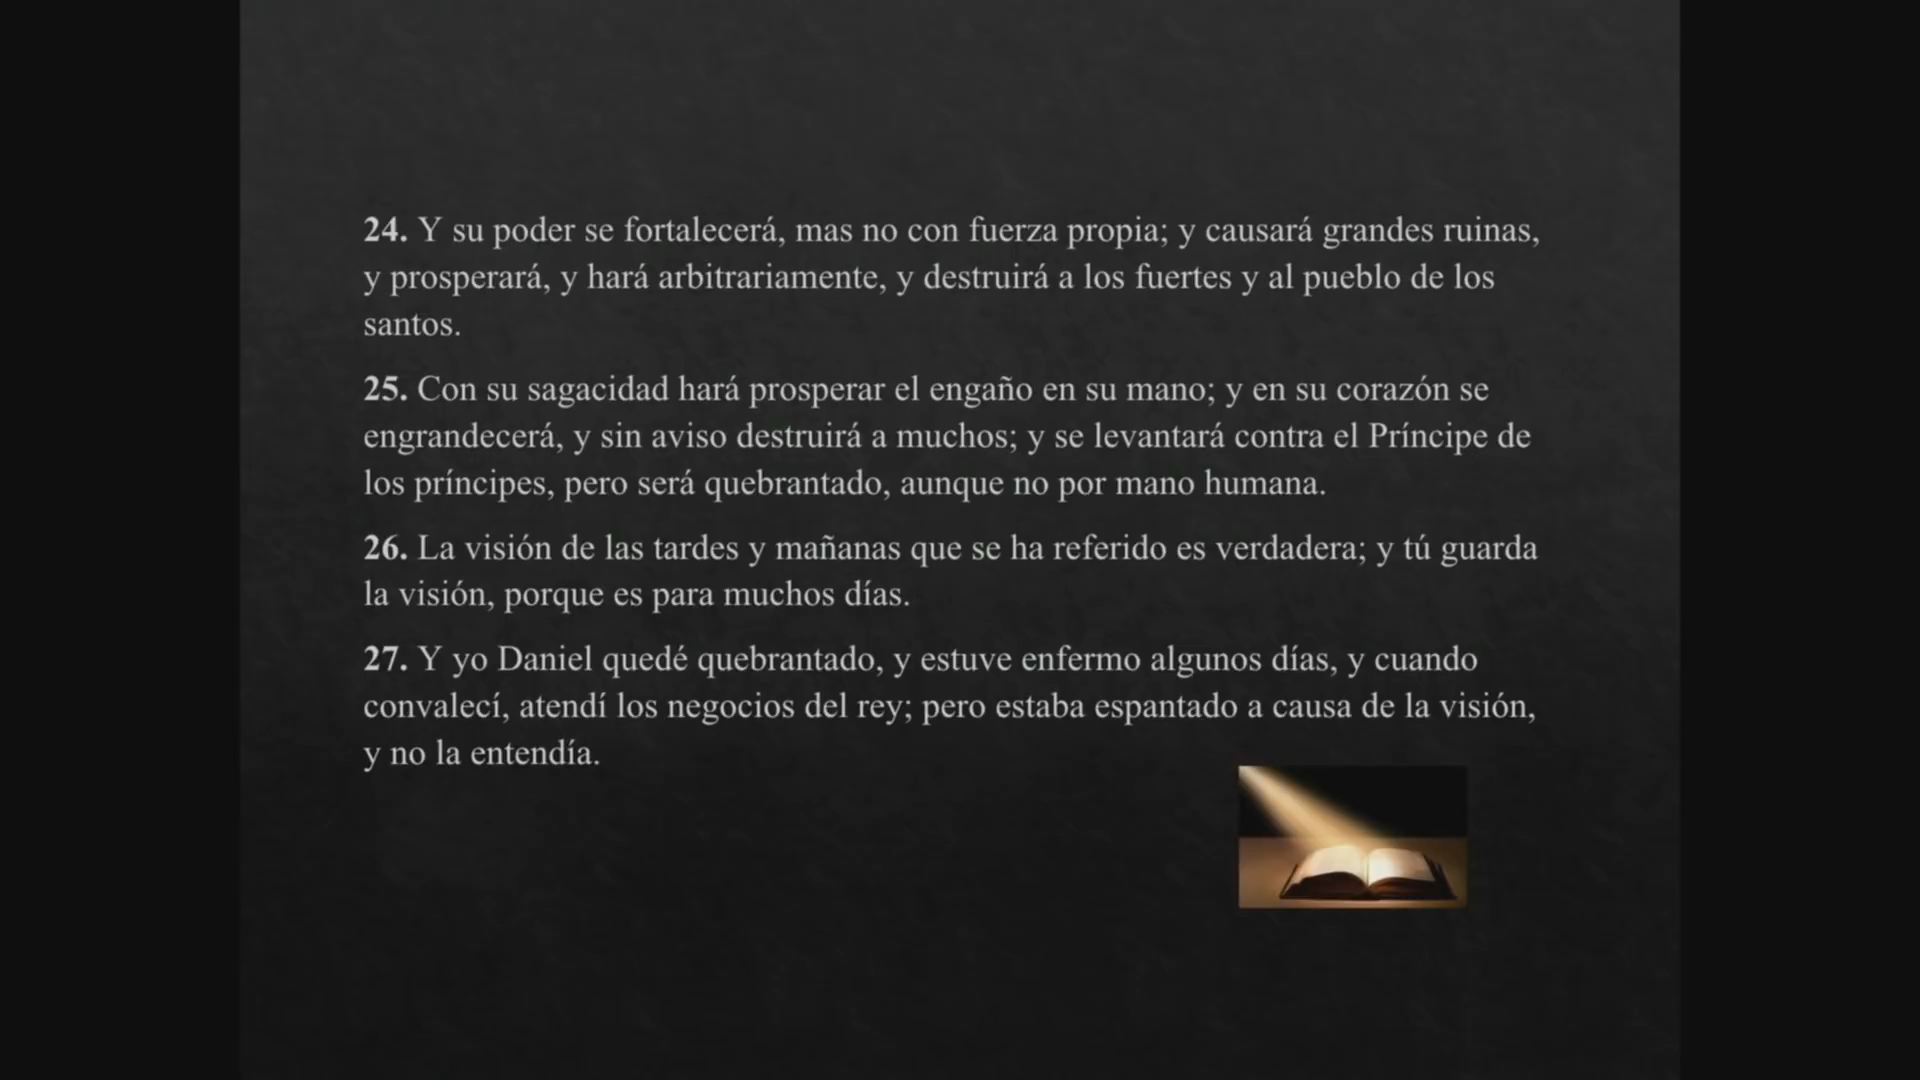 24. Y su poder se fortalecerá, mas no con fuerza propia; y causará grandes ruinas,
y prosperará, y hará arbitrariamente, y destruirá a los fuertes y al pueblo de los
santos.
25. Con su sagacidad hará prosperar el engaño en su mano; y en su corazón se
engrandecerá, y sin aviso destruirá a muchos; y se levantará contra el Príncipe de
los príncipes, pero será quebrantado, aunque no por mano humana.
26. La visión de las tardes y mañanas que se ha referido es verdadera; y tú guarda
la visión, porque es para muchos días.
27. Y yo Daniel quedé quebrantado, y estuve enfermo algunos días, y cuando
convalecí, atendí los negocios del rey; pero estaba espantado a causa de la visión,
y no la entendía.